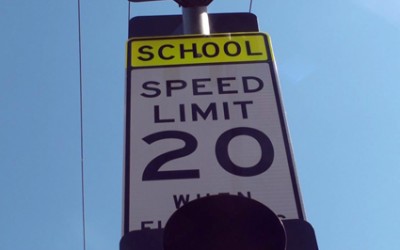 SCHOOL
SPEED
LIMIT
20
WHEN